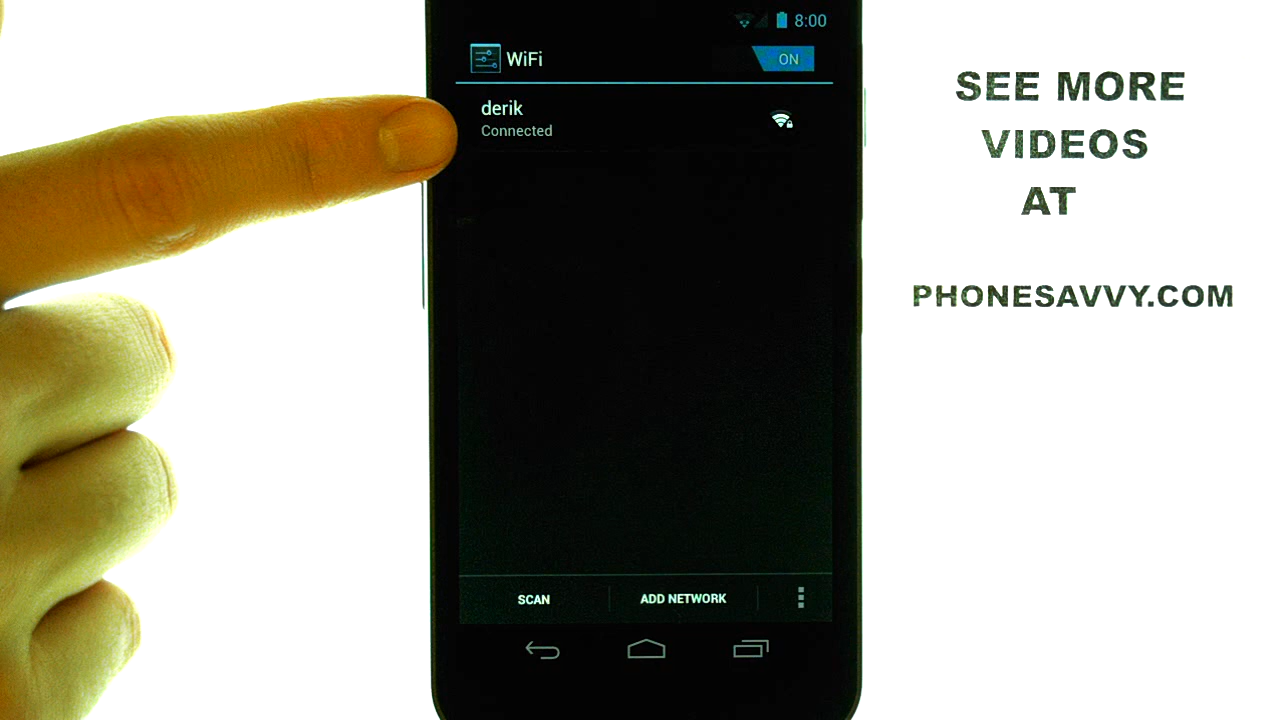 8:00
WiFi
ON
derik
Connected
SCAN
ADD NETWORK
SEE MORE
VIDEOS
AT
PHONESAVVY.COM